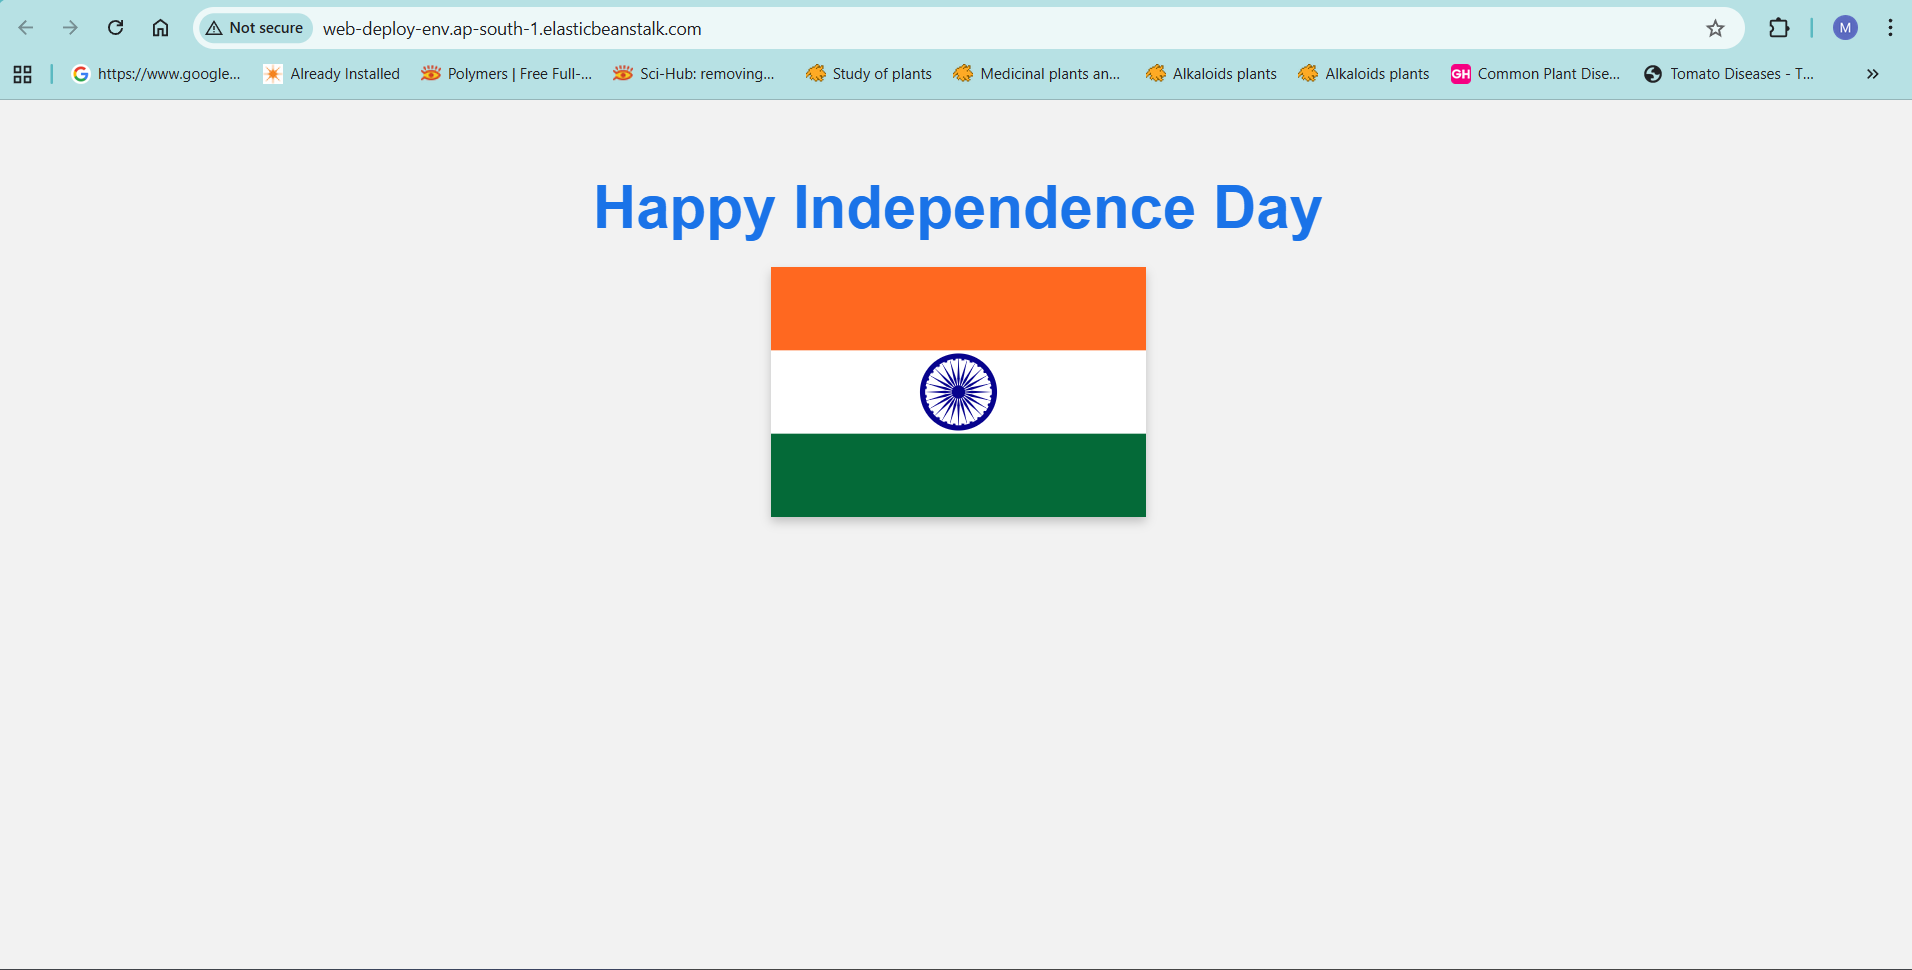 Not secure web-deploy-env.ap-south-1.elasticbeanstalk.com M
https://www.google... Already Installed Polymers | Free Full-... Sci-Hub: removing... Study of plants Medicinal plants an... Alkaloids plants Alkaloids plants GH Common Plant Dise... Tomato Diseases - T... »
Happy Independence Day